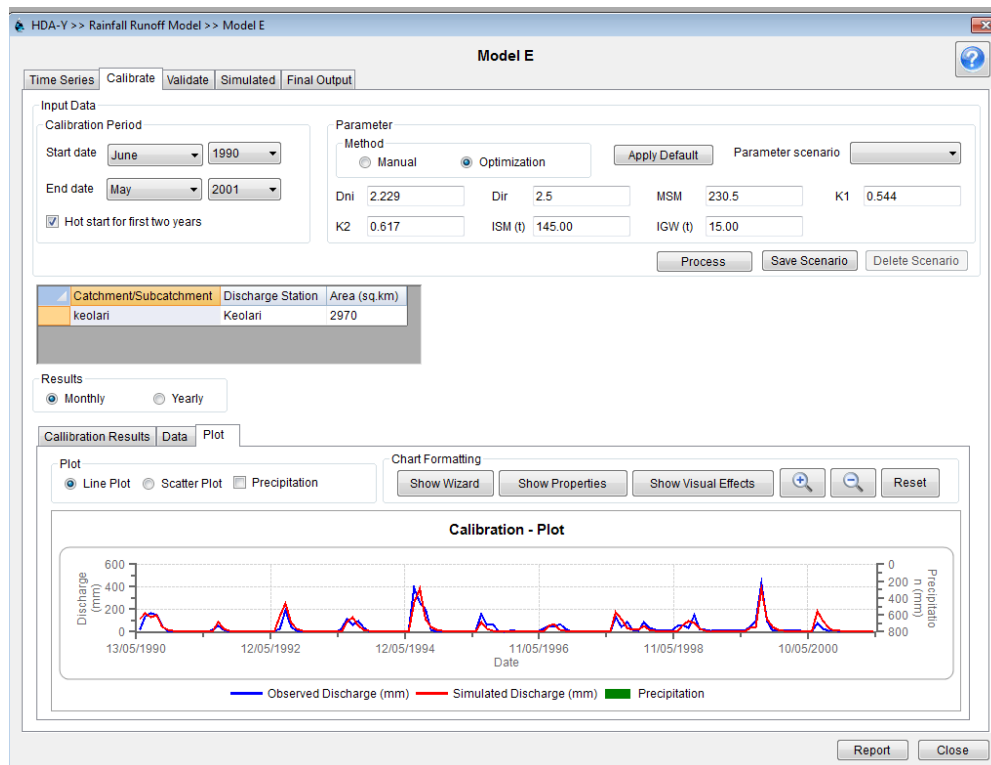 HDA-Y >> Rainfall Runoff Model >> Model E
Model E
Time Series Calibrate Validate Simulated Final Output
Input Data
Calibration Period
Start date June 1990
End date May 2001
Hot start for first two years
Parameter
Method
Manual Optimization Apply Default Parameter scenario
Dni 2.229 Dir 2.5 MSM 230.5 K1 0.544
K2 0.617 ISM (t) 145.00 IGW (t) 15.00
Process Save Scenario Delete Scenario
Catchment/Subcatchment Discharge Station Area (sq.km)
keolari Keolari 2970
Results
Monthly Yearly
Callibration Results Data Plot
Plot
Line Plot Scatter Plot Precipitation
Chart Formatting
Show Wizard Show Properties Show Visual Effects Reset
Calibration - Plot
Discharge
(mm)
600
400
200
0
0
200
400
600
800
Precipitatio
n (mm)
13/05/1990 12/05/1992 12/05/1994 11/05/1996 11/05/1998 10/05/2000
Date
Observed Discharge (mm) Simulated Discharge (mm) Precipitation
Report Close